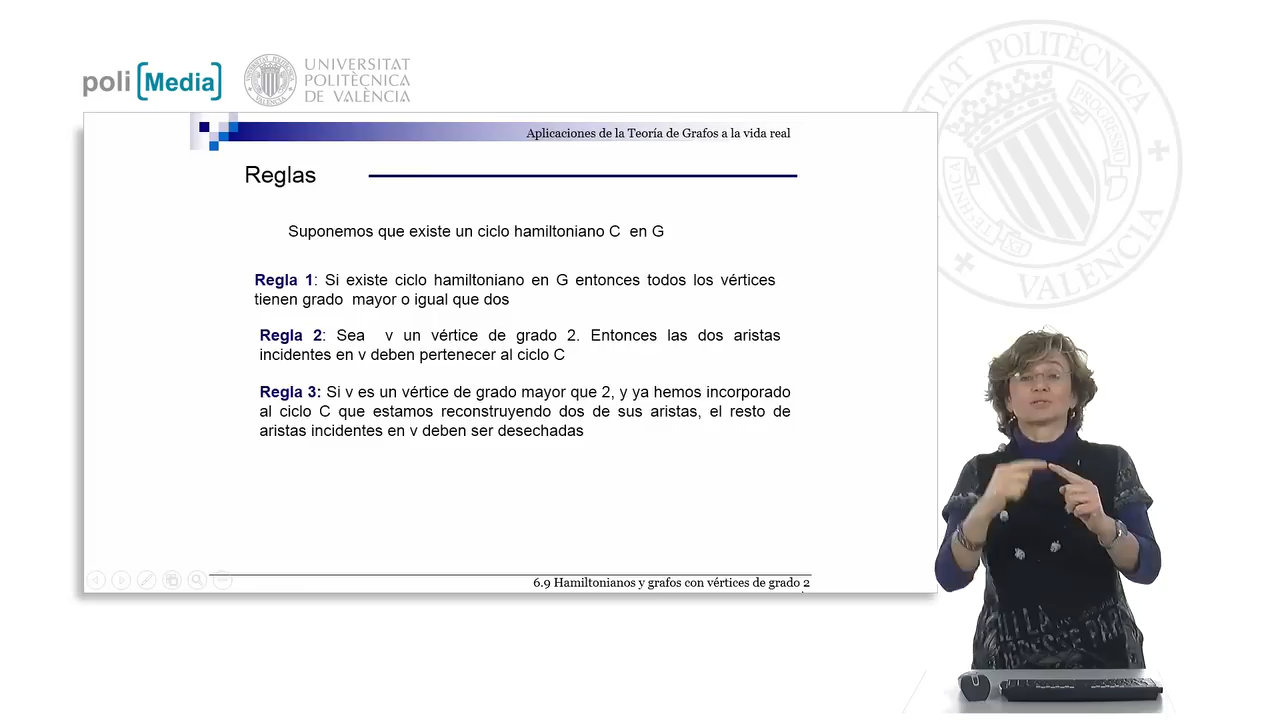 poli [Media]
UNIVERSITAT
POLITÈCNICA
DE VALÈNCIA
Aplicaciones de la Teoría de Grafos a la vida real
Reglas
Suponemos que existe un ciclo hamiltoniano C en G
Regla 1: Si existe ciclo hamiltoniano en G entonces todos los vértices
tienen grado mayor o igual que dos
Regla 2: Sea v un vértice de grado 2. Entonces las dos aristas
incidentes en v deben pertenecer al ciclo C
Regla 3: Si v es un vértice de grado mayor que 2, y ya hemos incorporado
al ciclo C que estamos reconstruyendo dos de sus aristas, el resto de
aristas incidentes en v deben ser desechadas
6.9 Hamiltonianos y grafos con vértices de grado 2
POLITÈCNICA
VALÈNCIA
PROGRESSIO